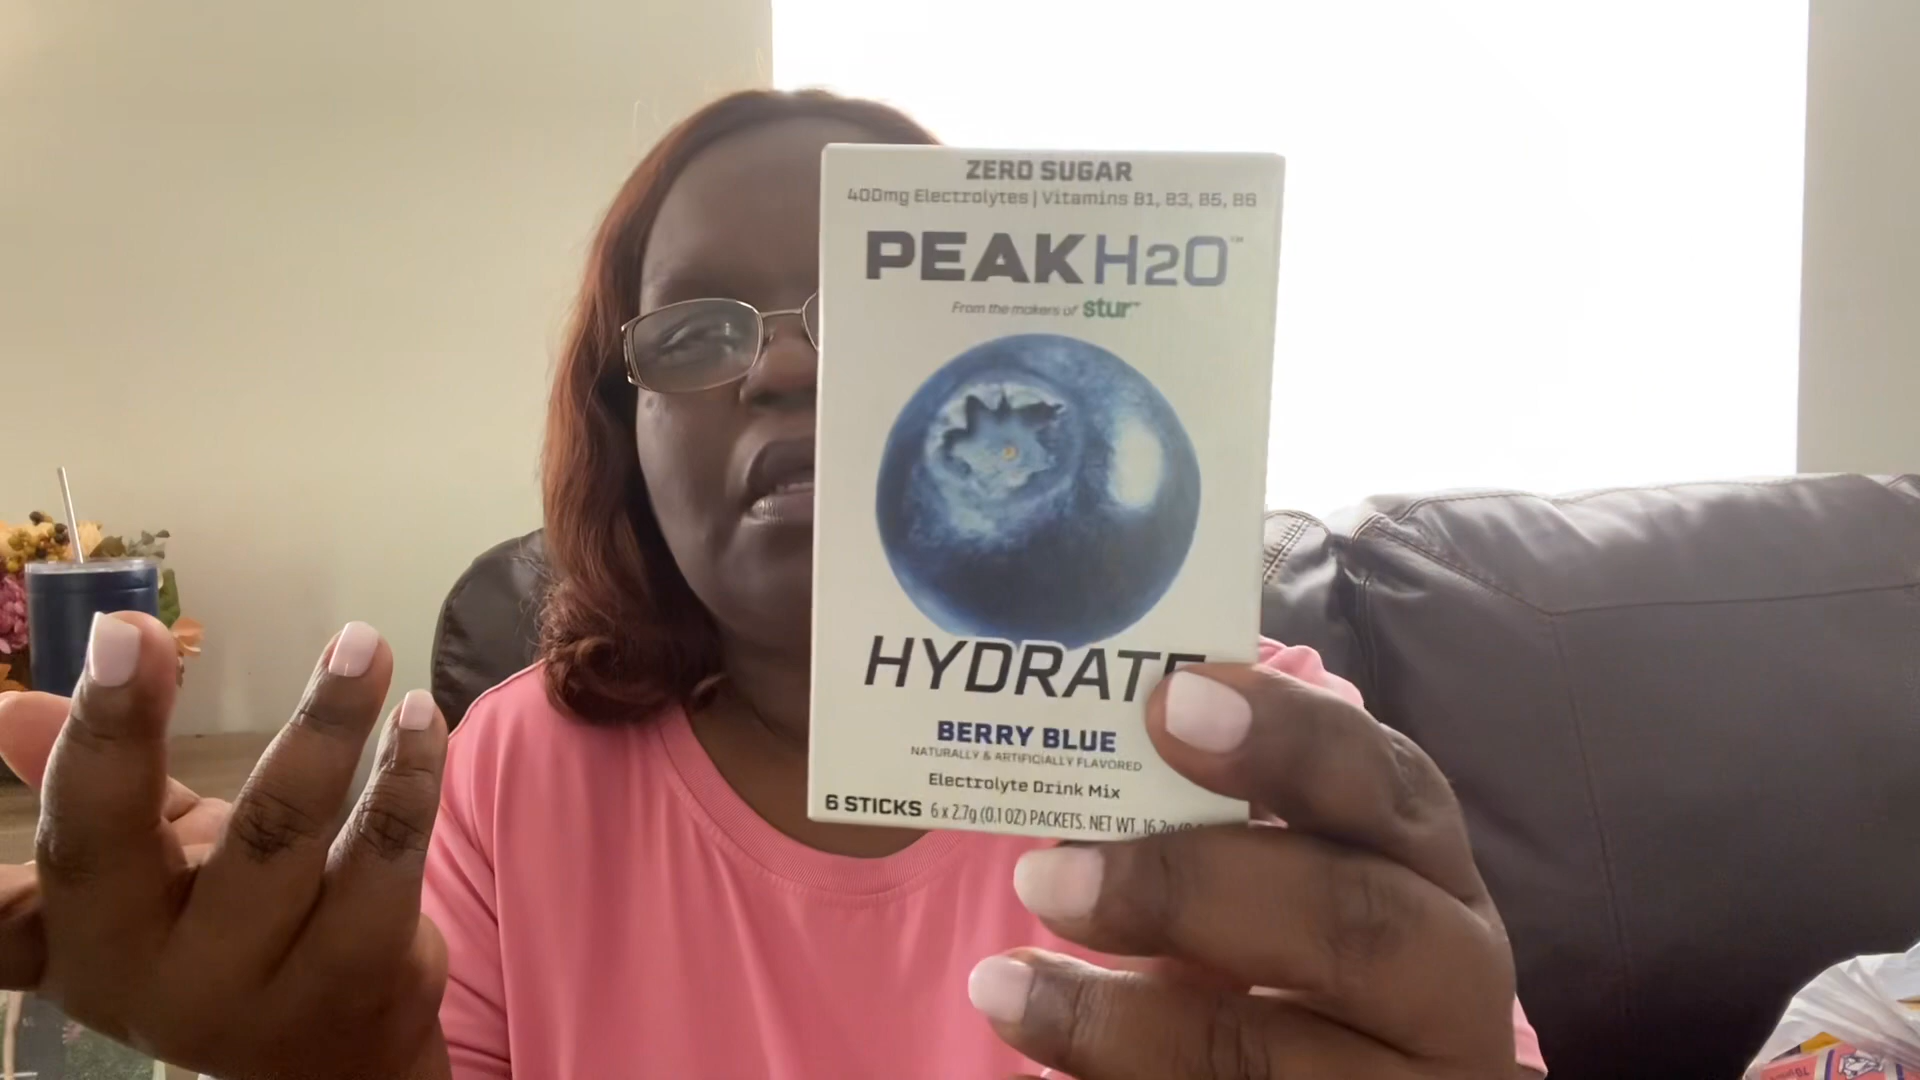 ZERO SUGAR
400mg Electrolytes | Vitamins B1, B3, B5, B6
PEAKH2O™
From the makers of stur™
HYDRATE
BERRY BLUE
NATURALLY & ARTIFICIALLY FLAVORED
Electrolyte Drink Mix
6 STICKS 6 x 2.7g (0.1 OZ) PACKETS. NET WT. 16.2g